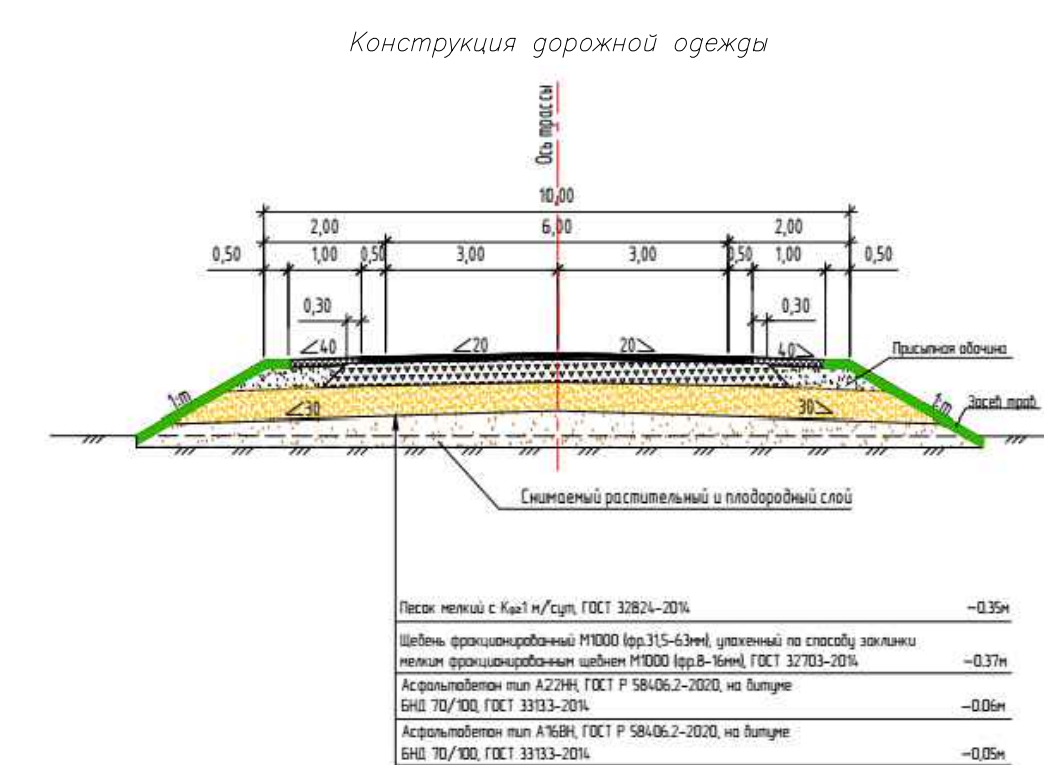 Конструкция дорожной одежды
Ось трассы
10,00
2,00 6,00 2,00
0,50 1,00 0,50 3,00 3,00 0,50 1,00 0,50
0,30 0,30
40 20 20 40
Присыпная обочина
1:m 30 30 1:m Засев трав
Снимаемый растительный и плодородный слой
Песок мелкий с Кф≥1 м/сут, ГОСТ 32824-2014 -0.35м
Щебень фракционированный М1000 (фр.31,5-63мм), уложенный по способу заклинки
мелким фракционированным щебнем М1000 (фр.8-16мм), ГОСТ 32703-2014 -0.37м
Асфальтобетон тип А22НН, ГОСТ Р 58406.2-2020, на битуме
БНД 70/100, ГОСТ 33133-2014 -0.06м
Асфальтобетон тип А16ВН, ГОСТ Р 58406.2-2020, на битуме
БНД 70/100, ГОСТ 33133-2014 -0,05м